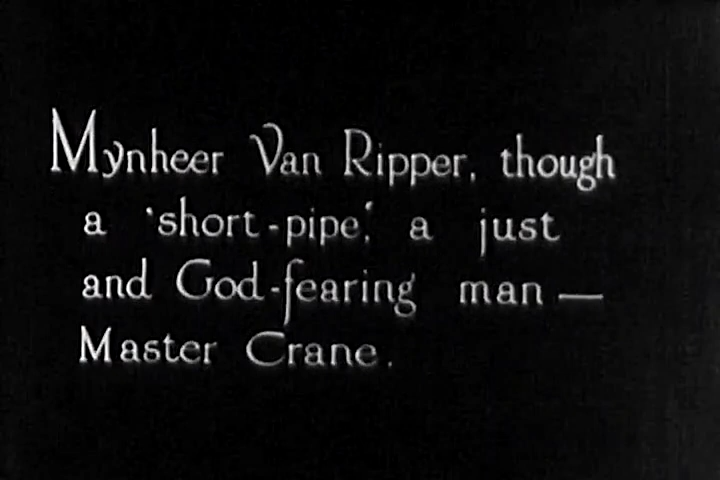 Mynheer Van Ripper, though
a 'short-pipe', a just
and God-fearing man —
Master Crane.